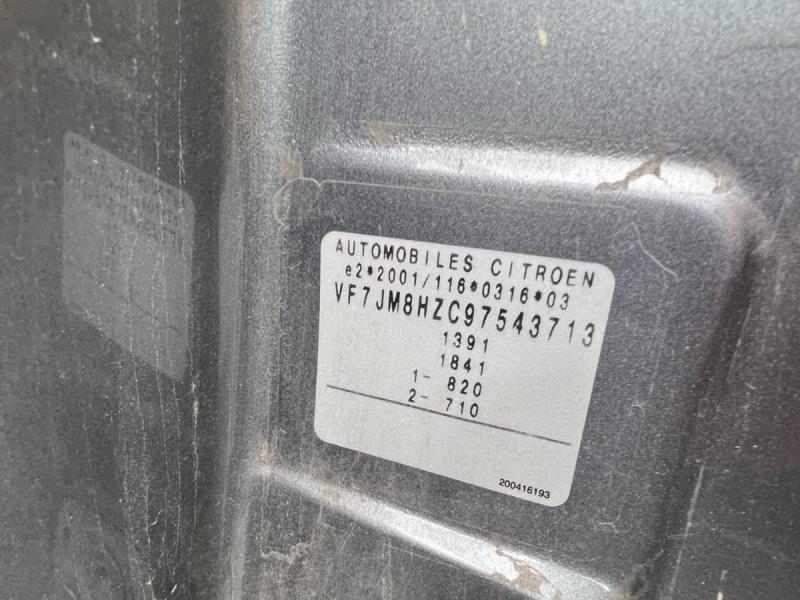 AUTOMOBILES CITROEN
e2*2001/116*0316*03
VF7JM8HZC97543713
1391
1841
1- 820
2- 710
200416193